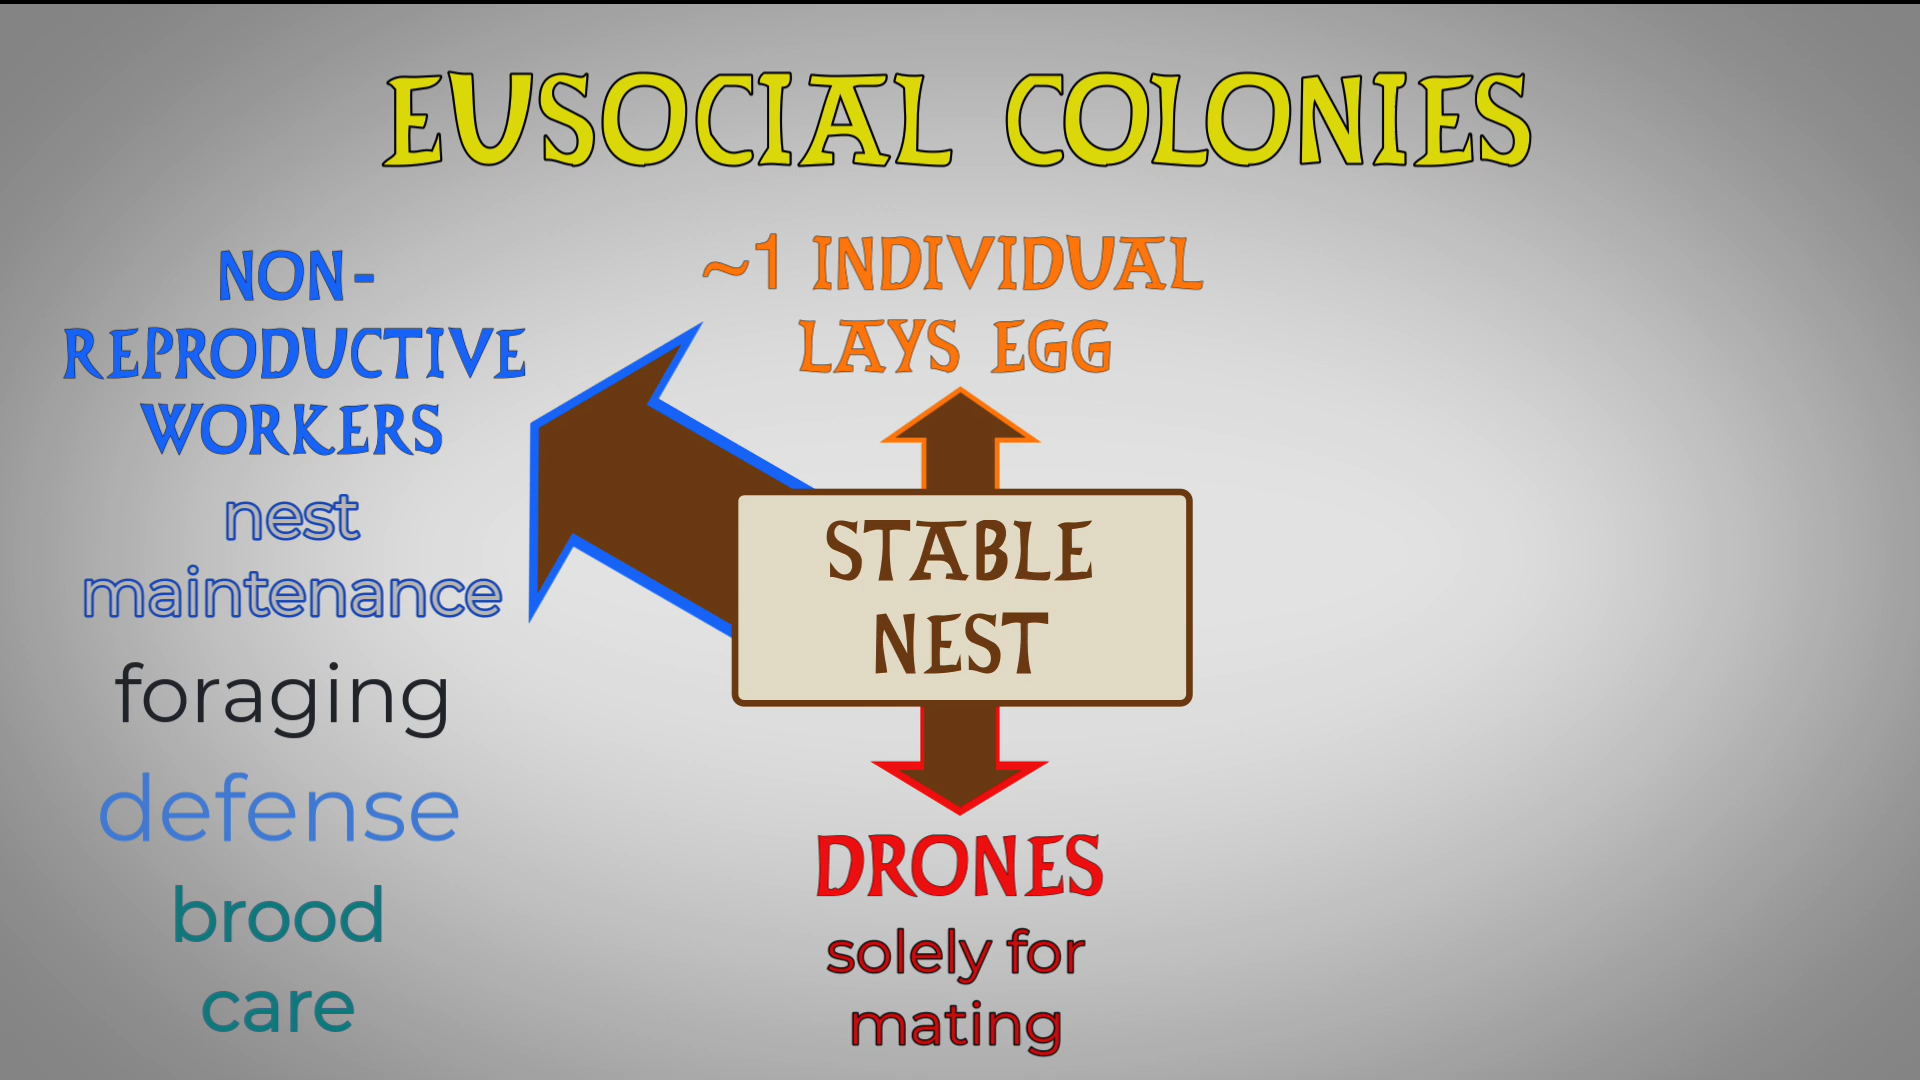 EUSOCIAL COLONIES
NON-
REPRODUCTIVE
WORKERS
nest
maintenance
foraging
defense
brood
care
~1 INDIVIDUAL
LAYS EGG
STABLE
NEST
DRONES
solely for
mating